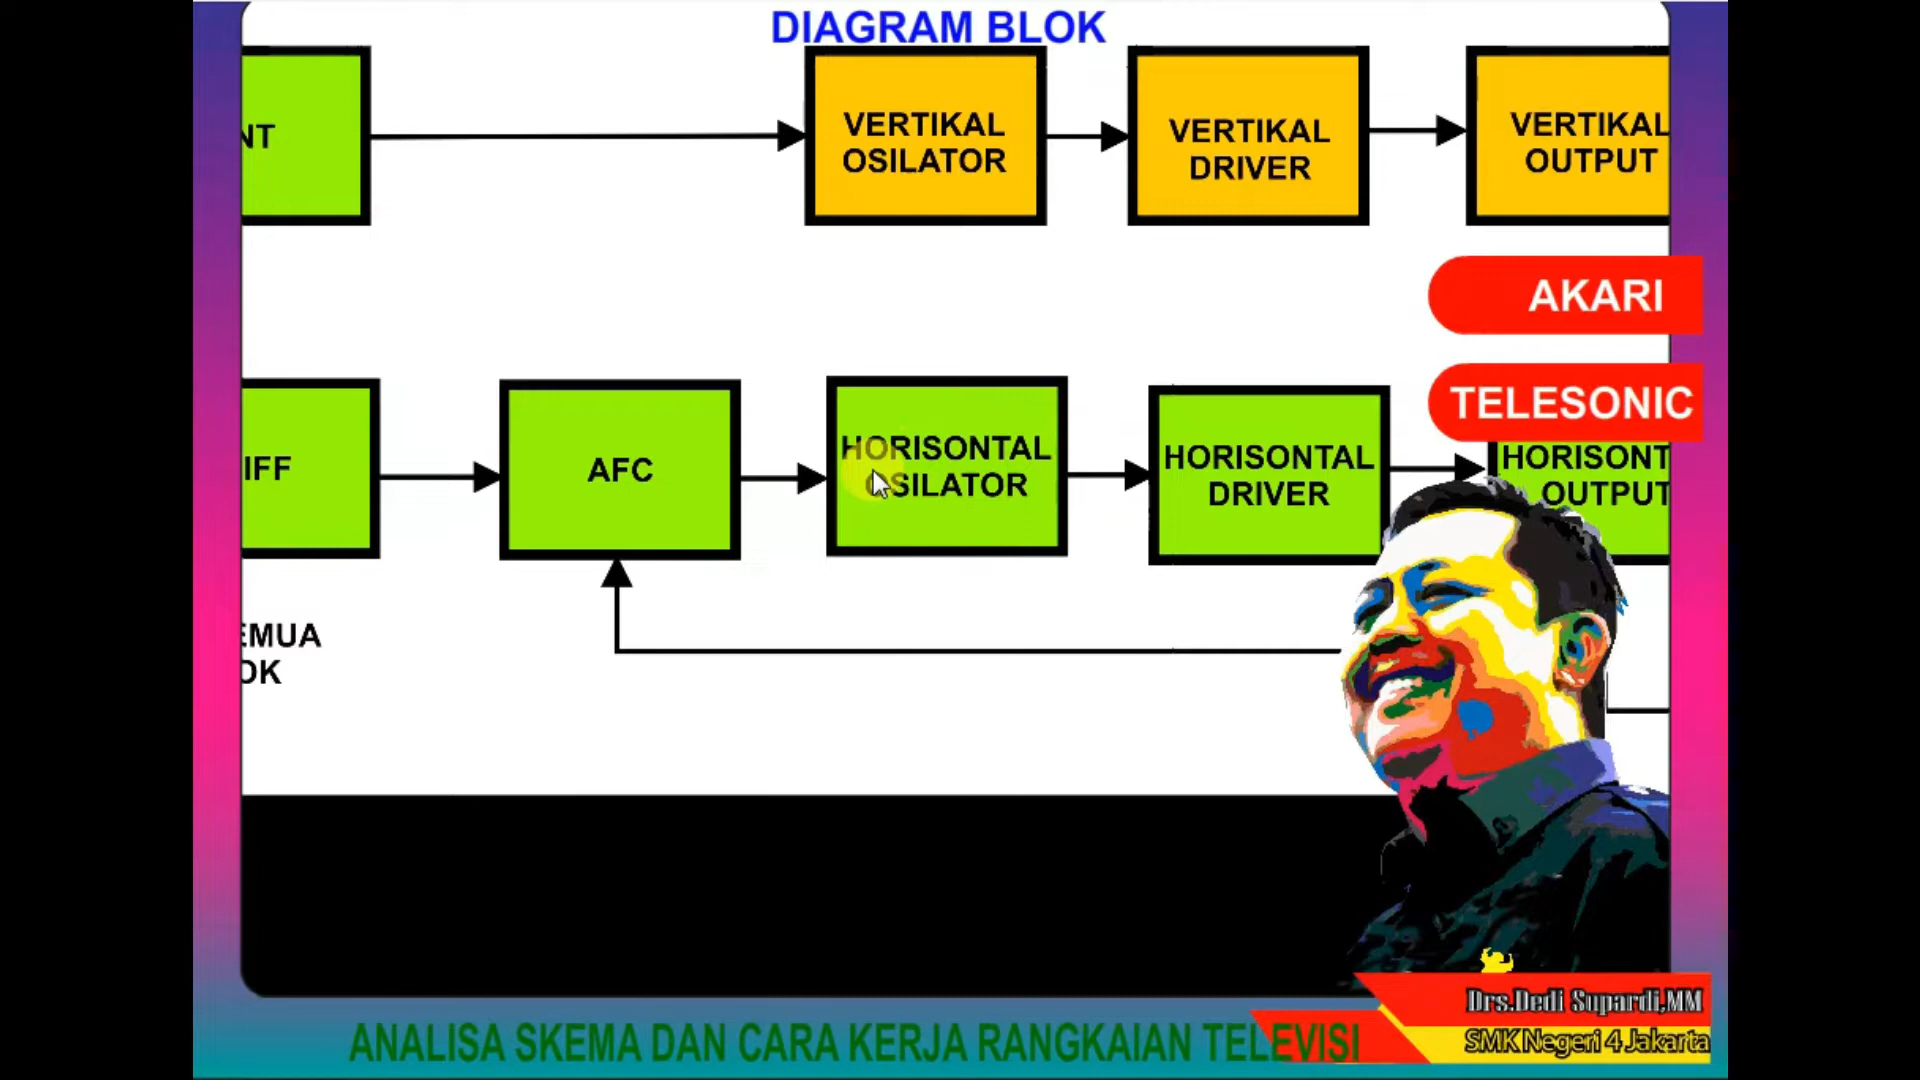 DIAGRAM BLOK
NT
VERTIKAL
OSILATOR
VERTIKAL
DRIVER
VERTIKAL
OUTPUT
AKARI
TELESONIC
IFF
AFC
HORISONTAL
OSILATOR
HORISONTAL
DRIVER
HORISONT
OUTPUT
EMUA
OK
Drs.Dedi Supardi,MM
SMK Negeri 4 Jakarta
ANALISA SKEMA DAN CARA KERJA RANGKAIAN TELEVISI